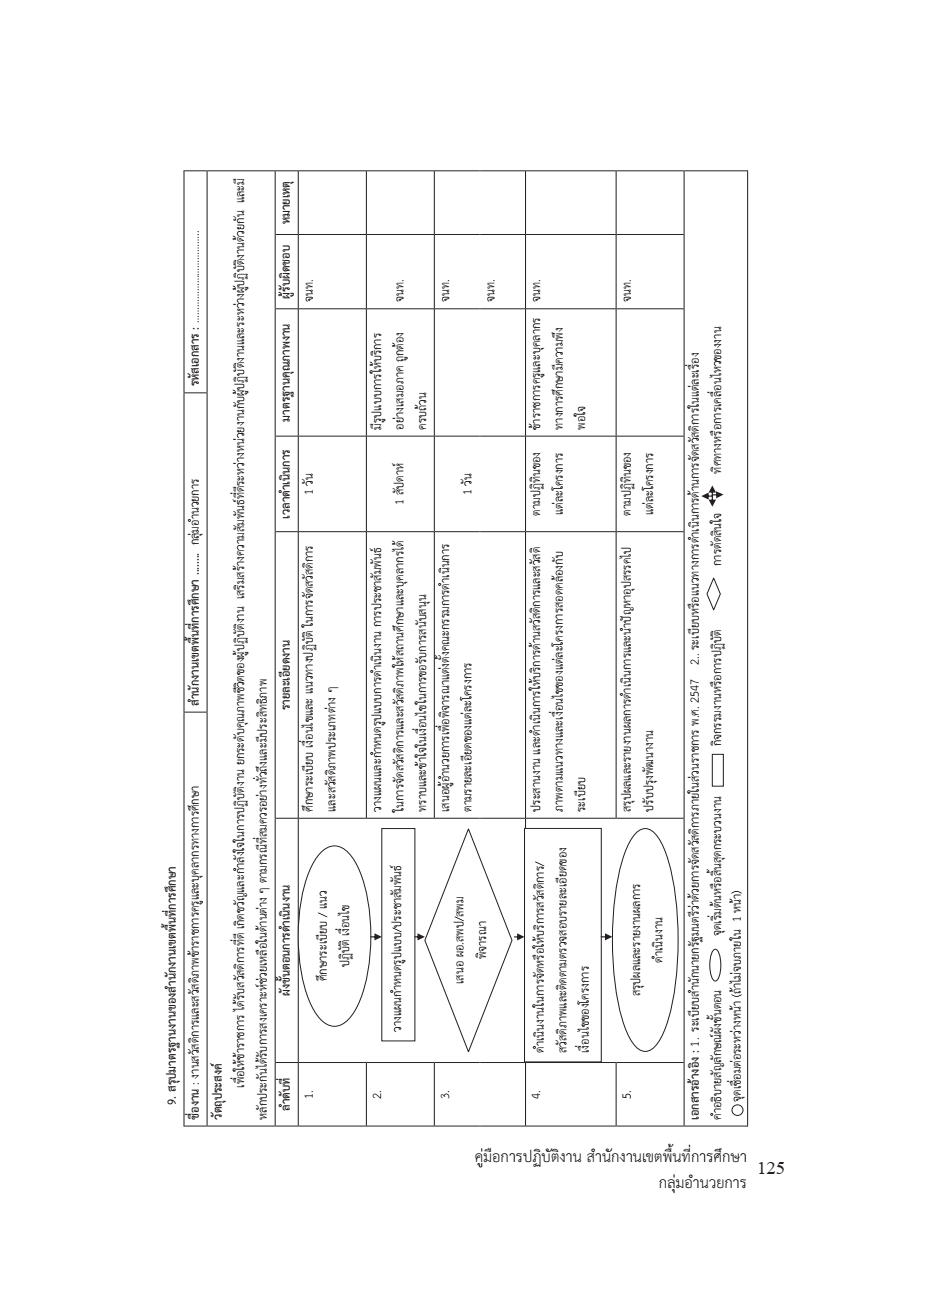 9. สรุปมาตรฐานงานของสำนักงานเขตพื้นที่การศึกษา
ชื่องาน : งานสวัสดิการและสวัสดิภาพข้าราชการครูและบุคลากรทางการศึกษา
สำนักงานเขตพื้นที่การศึกษา ........ กลุ่มอำนวยการ
รหัสเอกสาร : ..............................
วัตถุประสงค์
เพื่อให้ข้าราชการ ได้รับสวัสดิการที่ดี เกิดขวัญและกำลังใจในการปฏิบัติงาน ยกระดับคุณภาพชีวิตของผู้ปฏิบัติงาน เสริมสร้างความสัมพันธ์ที่ดีระหว่างหน่วยงานกับผู้ปฏิบัติงานและระหว่างผู้ปฏิบัติงานด้วยกัน และมี
หลักประกันได้รับการสงเคราะห์ช่วยเหลือในด้านต่าง ๆ ตามกรณีที่สมควรอย่างทั่วถึงและมีประสิทธิภาพ
ลำดับที่
ผังขั้นตอนการดำเนินงาน
รายละเอียดงาน
เวลาดำเนินการ
มาตรฐานคุณภาพงาน
ผู้รับผิดชอบ
หมายเหตุ
1.
ศึกษาระเบียบ / แนว
ปฏิบัติ เงื่อนไข
ศึกษาระเบียบ เงื่อนไขและ แนวทางปฏิบัติ ในการจัดสวัสดิการ
และสวัสดิภาพประเภทต่าง ๆ
1 วัน
จนท.
2.
วางแผนกำหนดรูปแบบ/ประชาสัมพันธ์
วางแผนและกำหนดรูปแบบการดำเนินงาน การประชาสัมพันธ์
ในการจัดสวัสดิการและสวัสดิภาพให้สถานศึกษาและบุคลากรได้
ทราบและเข้าใจในเงื่อนไขในการขอรับการสนับสนุน
1 สัปดาห์
มีรูปแบบการให้บริการ
อย่างเสมอภาค ถูกต้อง
ครบถ้วน
จนท.
3.
เสนอ ผอ.สพป/สพม
พิจารณา
เสนอผู้อำนวยการเพื่อพิจารณาแต่งตั้งคณะกรรมการดำเนินการ
ตามรายละเอียดของแต่ละโครงการ
1 วัน
จนท.
จนท.
4.
ดำเนินงานในการจัดหรือให้บริการสวัสดิการ/
สวัสดิภาพและติดตามตรวจสอบรายละเอียดของ
เงื่อนไขของโครงการ
ประสานงาน และดำเนินการให้บริการด้านสวัสดิการและสวัสดิ
ภาพตามแนวทางและเงื่อนไขของแต่ละโครงการสอดคล้องกับ
ระเบียบ
ตามปฏิทินของ
แต่ละโครงการ
ข้าราชการครูและบุคลากร
ทางการศึกษามีความพึง
พอใจ
จนท.
5.
สรุปผลและรายงานผลการ
ดำเนินงาน
สรุปผลและรายงานผลการดำเนินการและนำปัญหาอุปสรรคไป
ปรับปรุงพัฒนางาน
ตามปฏิทินของ
แต่ละโครงการ
จนท.
เอกสารอ้างอิง : 1. ระเบียบสำนักนายกรัฐมนตรีว่าด้วยการจัดสวัสดิการภายในส่วนราชการ พ.ศ. 2547 2.. ระเบียบหรือแนวทางการดำเนินการด้านการจัดสวัสดิการในแต่ละเรื่อง
คำอธิบายสัญลักษณ์ผังขั้นตอน จุดเริ่มต้นหรือสิ้นสุดกระบวนงาน กิจกรรมงานหรือการปฏิบัติ การตัดสินใจ ทิศทางหรือการเคลื่อนไหวของงาน
จุดเชื่อมต่อระหว่างหน้า (ถ้าไม่จบภายใน 1 หน้า)
คู่มือการปฏิบัติงาน สำนักงานเขตพื้นที่การศึกษา
กลุ่มอำนวยการ
125